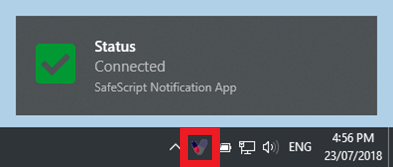 Status
Connected
SafeScript Notification App
ENG
4:56 PM
23/07/2018